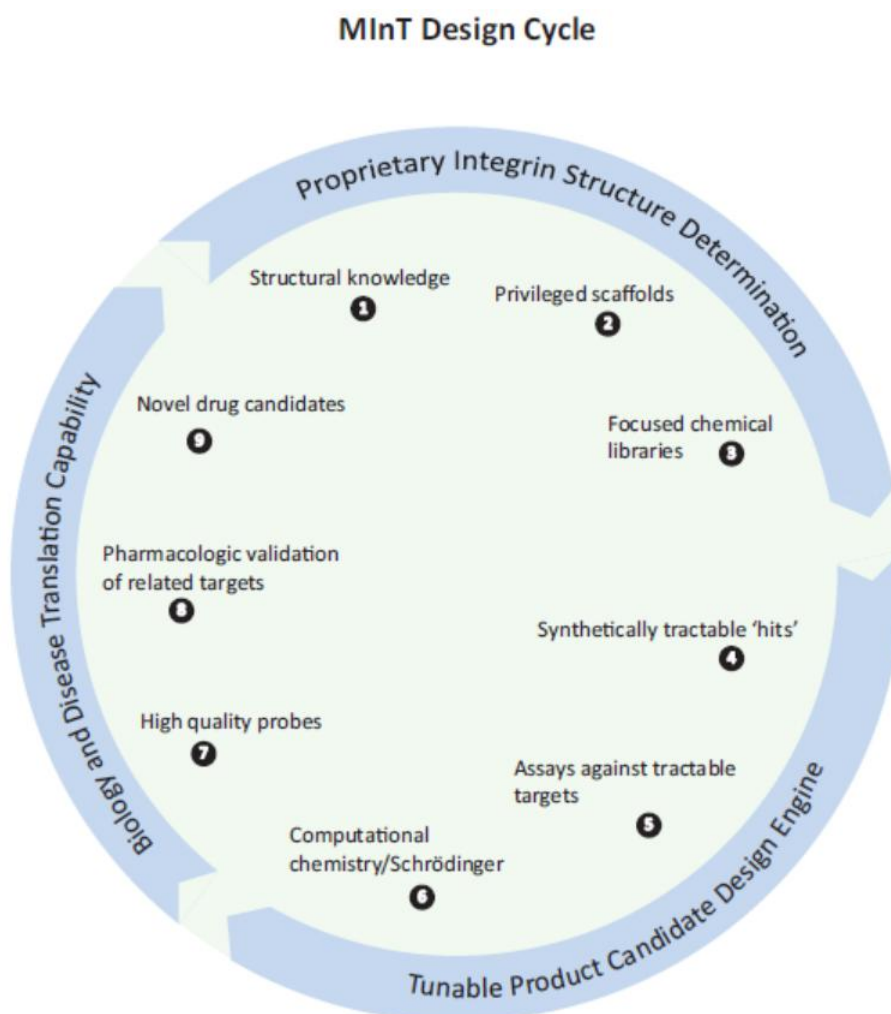 MInT Design Cycle
Proprietary Integrin Structure Determination
Structural knowledge
1
Privileged scaffolds
2
Focused chemical
libraries
3
Synthetically tractable ‘hits’
4
Assays against tractable
targets
5
Computational
chemistry/Schrödinger
6
Tunable Product Candidate Design Engine
High quality probes
7
Pharmacologic validation
of related targets
8
Novel drug candidates
9
Biology and Disease Translation Capability